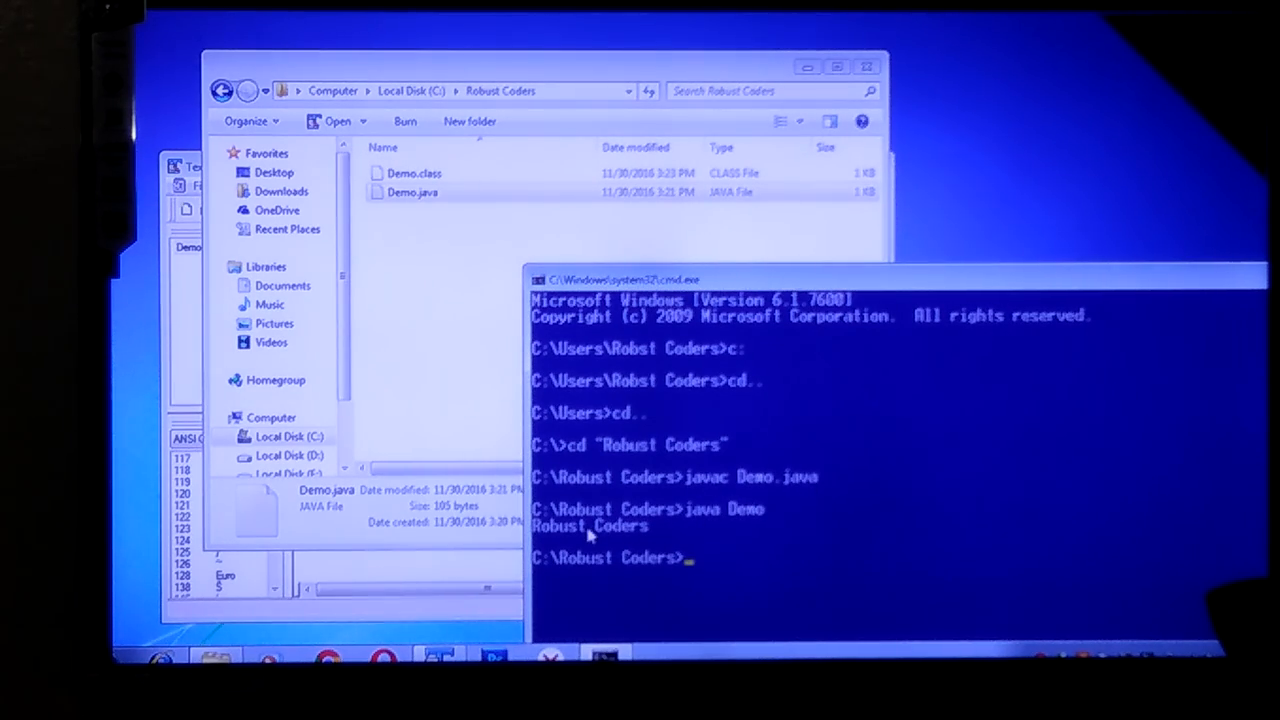 Computer Local Disk (C:) Robust Coders
Search Robust Coders
Organize Open Burn New folder
Name Date modified Type Size
Demo.class 11/30/2016 3:23 PM CLASS File 1 KB
Demo.java 11/30/2016 3:21 PM JAVA File 1 KB
Favorites
Desktop
Downloads
OneDrive
Recent Places
Libraries
Documents
Music
Pictures
Videos
Homegroup
Computer
Local Disk (C:)
Local Disk (D:)
Local Disk (E:)
Demo.java Date modified: 11/30/2016 3:21 PM
JAVA File Size: 105 bytes
Date created: 11/30/2016 3:20 PM
Demo
ANSI
117
118
119
120
121
122
123
124
125
126 ~
128 Euro
138 Š
C:\Windows\system32\cmd.exe
Microsoft Windows [Version 6.1.7600]
Copyright (c) 2009 Microsoft Corporation. All rights reserved.
C:\Users\Robst Coders>c:
C:\Users\Robst Coders>cd..
C:\Users>cd..
C:\>cd "Robust Coders"
C:\Robust Coders>javac Demo.java
C:\Robust Coders>java Demo
Robust Coders
C:\Robust Coders>